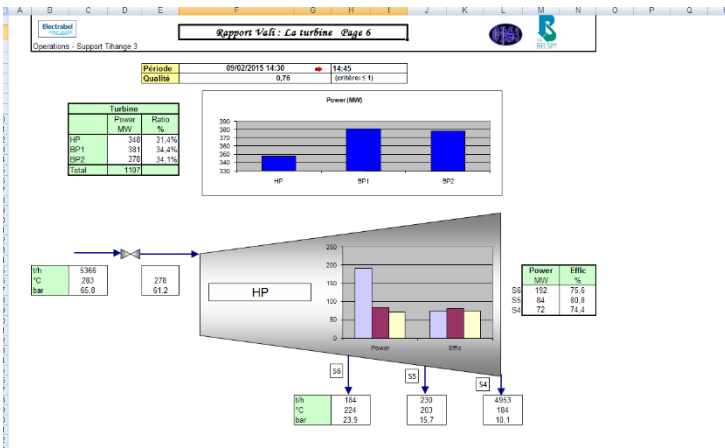 A B C D E F G H I J K L M N O P Q R
Electrabel
Rapport Vali : La turbine Page 6
BELSIM
Operations - Support Tihange 3
Période 09/02/2015 14:30 14:45
Qualité 0,76 (critère: ≤ 1)
Turbine
Power Ratio
MW %
HP 348 31,4%
BP1 381 34,4%
BP2 378 34,1%
Total 1107
Power (MW)
390
380
370
360
350
340
330
HP BP1 BP2
t/h 5366
°C 283 278
bar 65,8 61,2
HP
250
200
150
100
50
0
Power Effic
Power Effic
MW %
S6 192 75,6
S5 84 80,8
S4 72 74,4
S6 S5 S4
t/h 184 230 4953
°C 224 203 184
bar 23,9 15,7 10,1